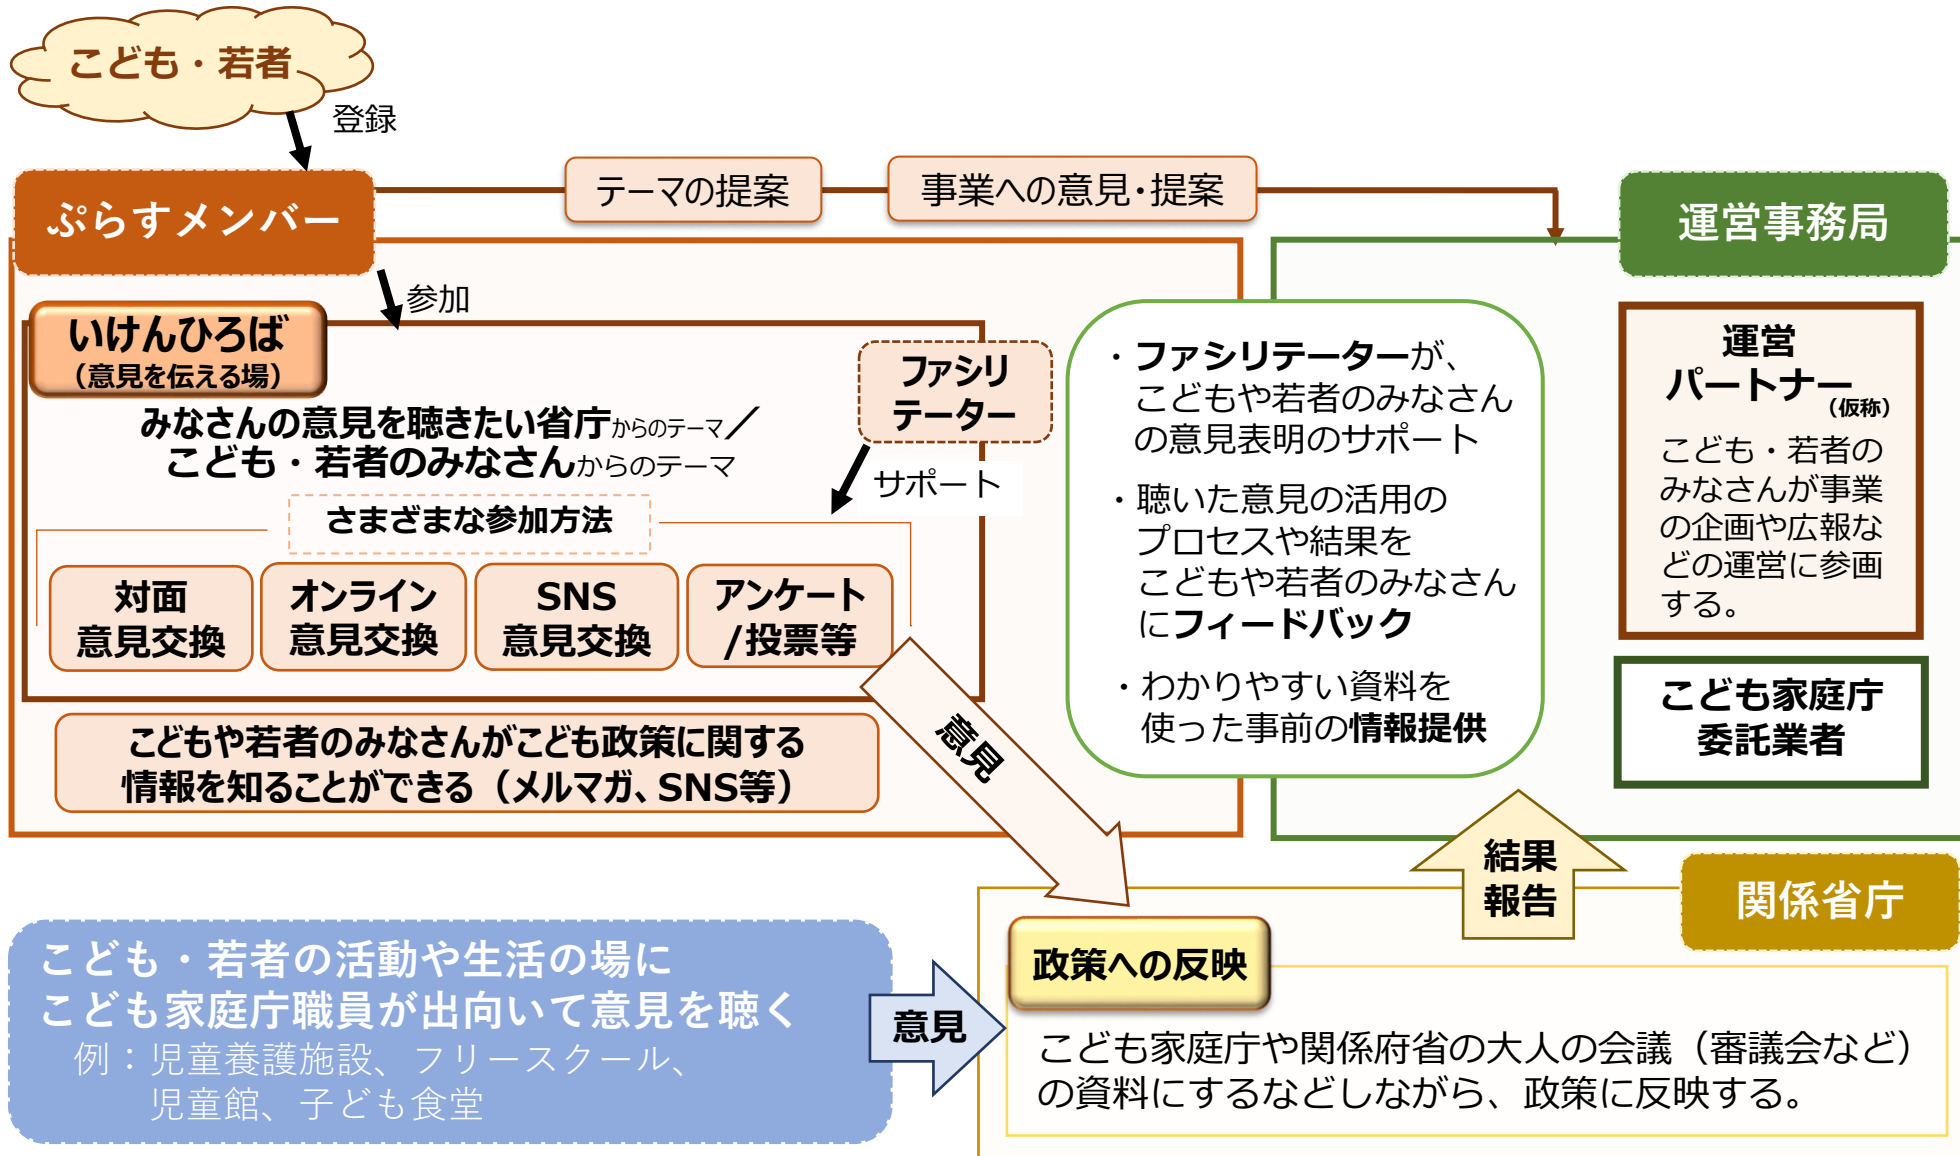 こども・若者
登録
ぷらすメンバー
テーマの提案
事業への意見・提案
運営事務局
参加
いけんひろば
（意見を伝える場）
みなさんの意見を聴きたい省庁からのテーマ／
こども・若者のみなさんからのテーマ
ファシリ
テーター
サポート
さまざまな参加方法
対面
意見交換
オンライン
意見交換
SNS
意見交換
アンケート
/投票等
こどもや若者のみなさんがこども政策に関する
情報を知ることができる（メルマガ、SNS等）
意見
・ファシリテーターが、
こどもや若者のみなさん
の意見表明のサポート
・聴いた意見の活用の
プロセスや結果を
こどもや若者のみなさん
にフィードバック
・わかりやすい資料を
使った事前の情報提供
運営
パートナー（仮称）
こども・若者の
みなさんが事業
の企画や広報な
どの運営に参画
する。
こども家庭庁
委託業者
結果
報告
関係省庁
こども・若者の活動や生活の場に
こども家庭庁職員が出向いて意見を聴く
例：児童養護施設、フリースクール、
児童館、子ども食堂
意見
政策への反映
こども家庭庁や関係府省の大人の会議（審議会など）
の資料にするなどしながら、政策に反映する。